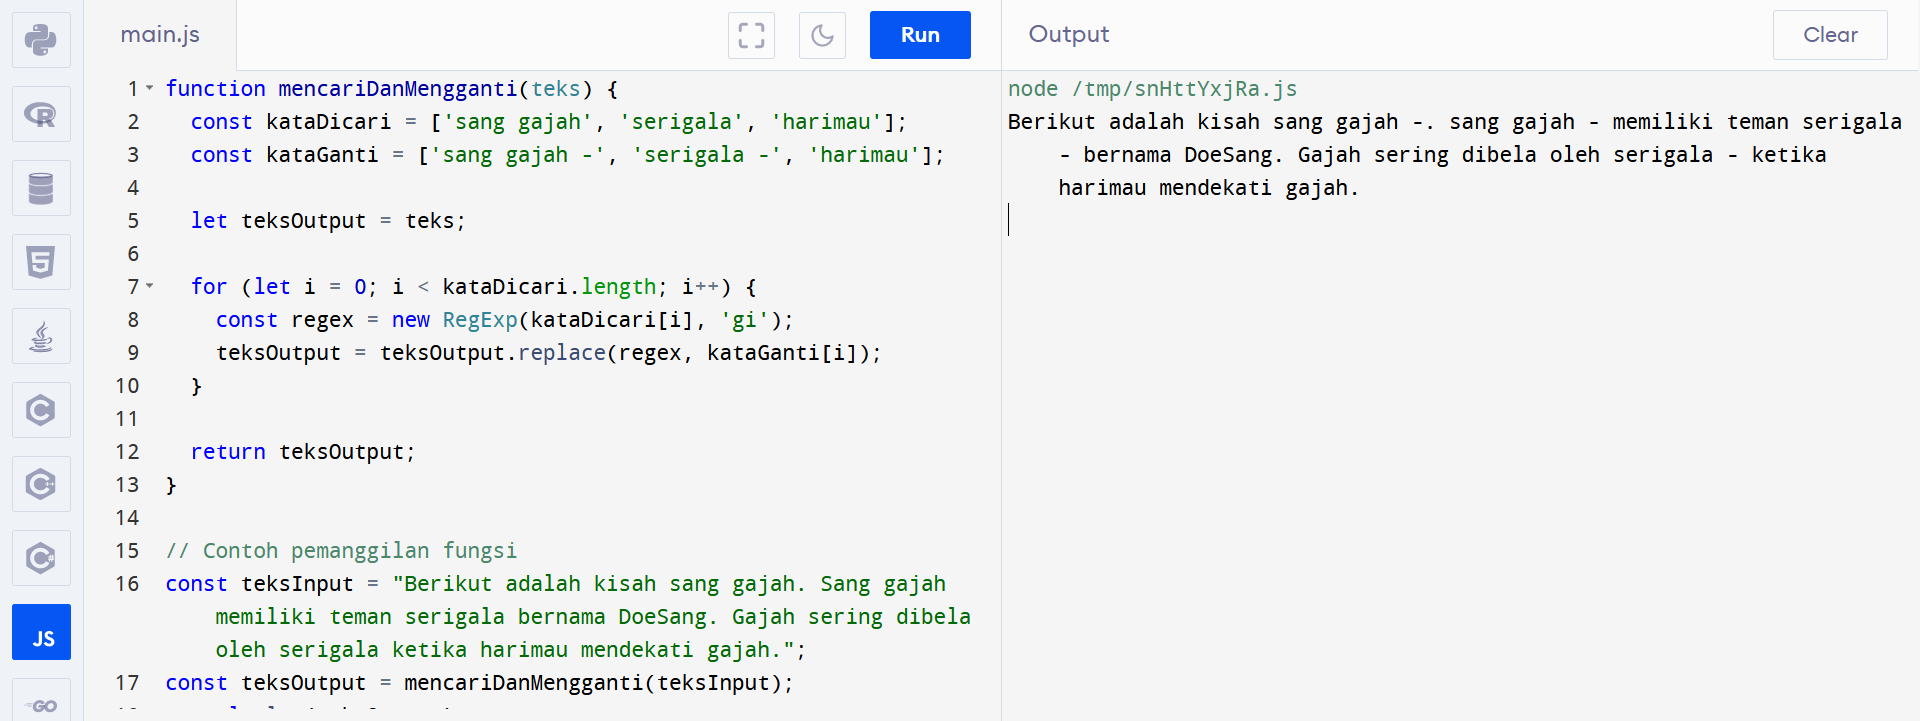 main.js
Run
Output
Clear
1 function mencariDanMengganti(teks) {
2 const kataDicari = ['sang gajah', 'serigala', 'harimau'];
3 const kataGanti = ['sang gajah -', 'serigala -', 'harimau'];
4
5 let teksOutput = teks;
6
7 for (let i = 0; i < kataDicari.length; i++) {
8 const regex = new RegExp(kataDicari[i], 'gi');
9 teksOutput = teksOutput.replace(regex, kataGanti[i]);
10 }
11
12 return teksOutput;
13 }
14
15 // Contoh pemanggilan fungsi
16 const teksInput = "Berikut adalah kisah sang gajah. Sang gajah
memiliki teman serigala bernama DoeSang. Gajah sering dibela
oleh serigala ketika harimau mendekati gajah.";
17 const teksOutput = mencariDanMengganti(teksInput);
node /tmp/snHttYxjRa.js
Berikut adalah kisah sang gajah -. sang gajah - memiliki teman serigala
- bernama DoeSang. Gajah sering dibela oleh serigala - ketika
harimau mendekati gajah.
R
5
C
C++
C#
JS
GO